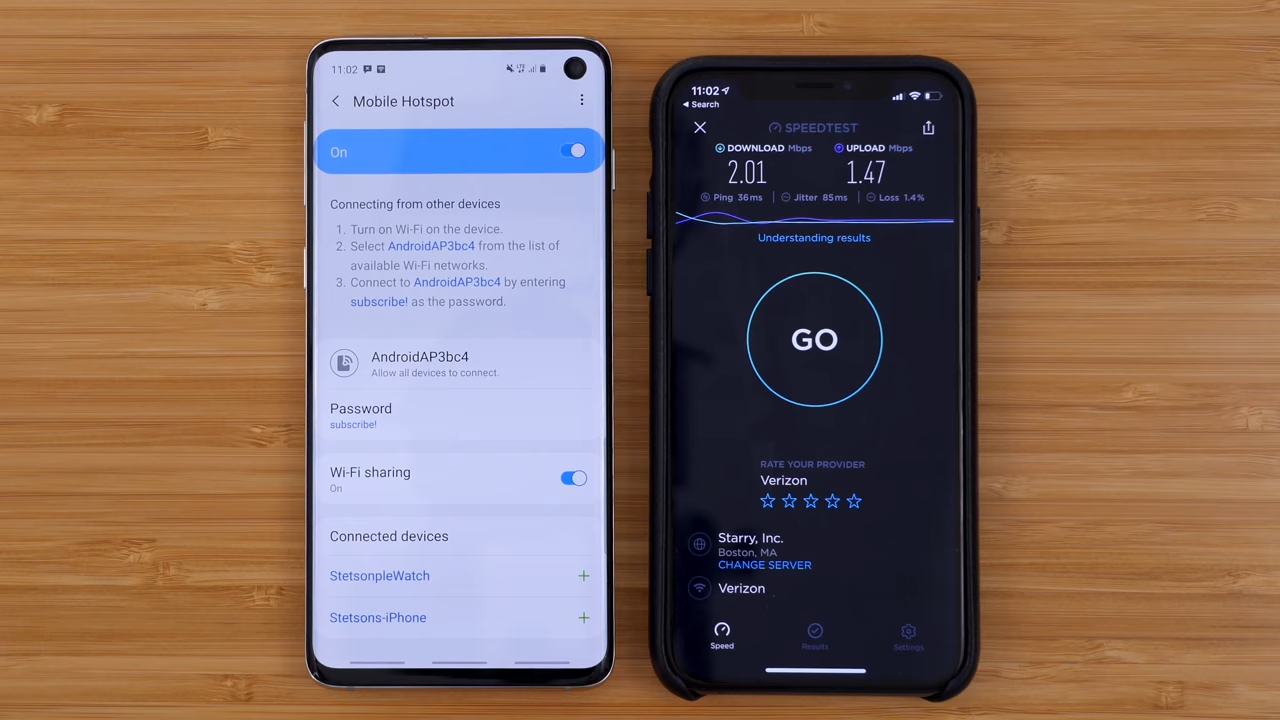 11:02
LTE
Mobile Hotspot
On
Connecting from other devices
1. Turn on Wi-Fi on the device.
2. Select AndroidAP3bc4 from the list of
available Wi-Fi networks.
3. Connect to AndroidAP3bc4 by entering
subscribe! as the password.
AndroidAP3bc4
Allow all devices to connect.
Password
subscribe!
Wi-Fi sharing
On
Connected devices
StetsonpleWatch
Stetsons-iPhone
11:02
Search
SPEEDTEST
DOWNLOAD Mbps UPLOAD Mbps
2.01 1.47
Ping 36ms Jitter 85ms Loss 1.4%
Understanding results
GO
RATE YOUR PROVIDER
Verizon
Starry, Inc.
Boston, MA
CHANGE SERVER
Verizon
Speed Results Settings